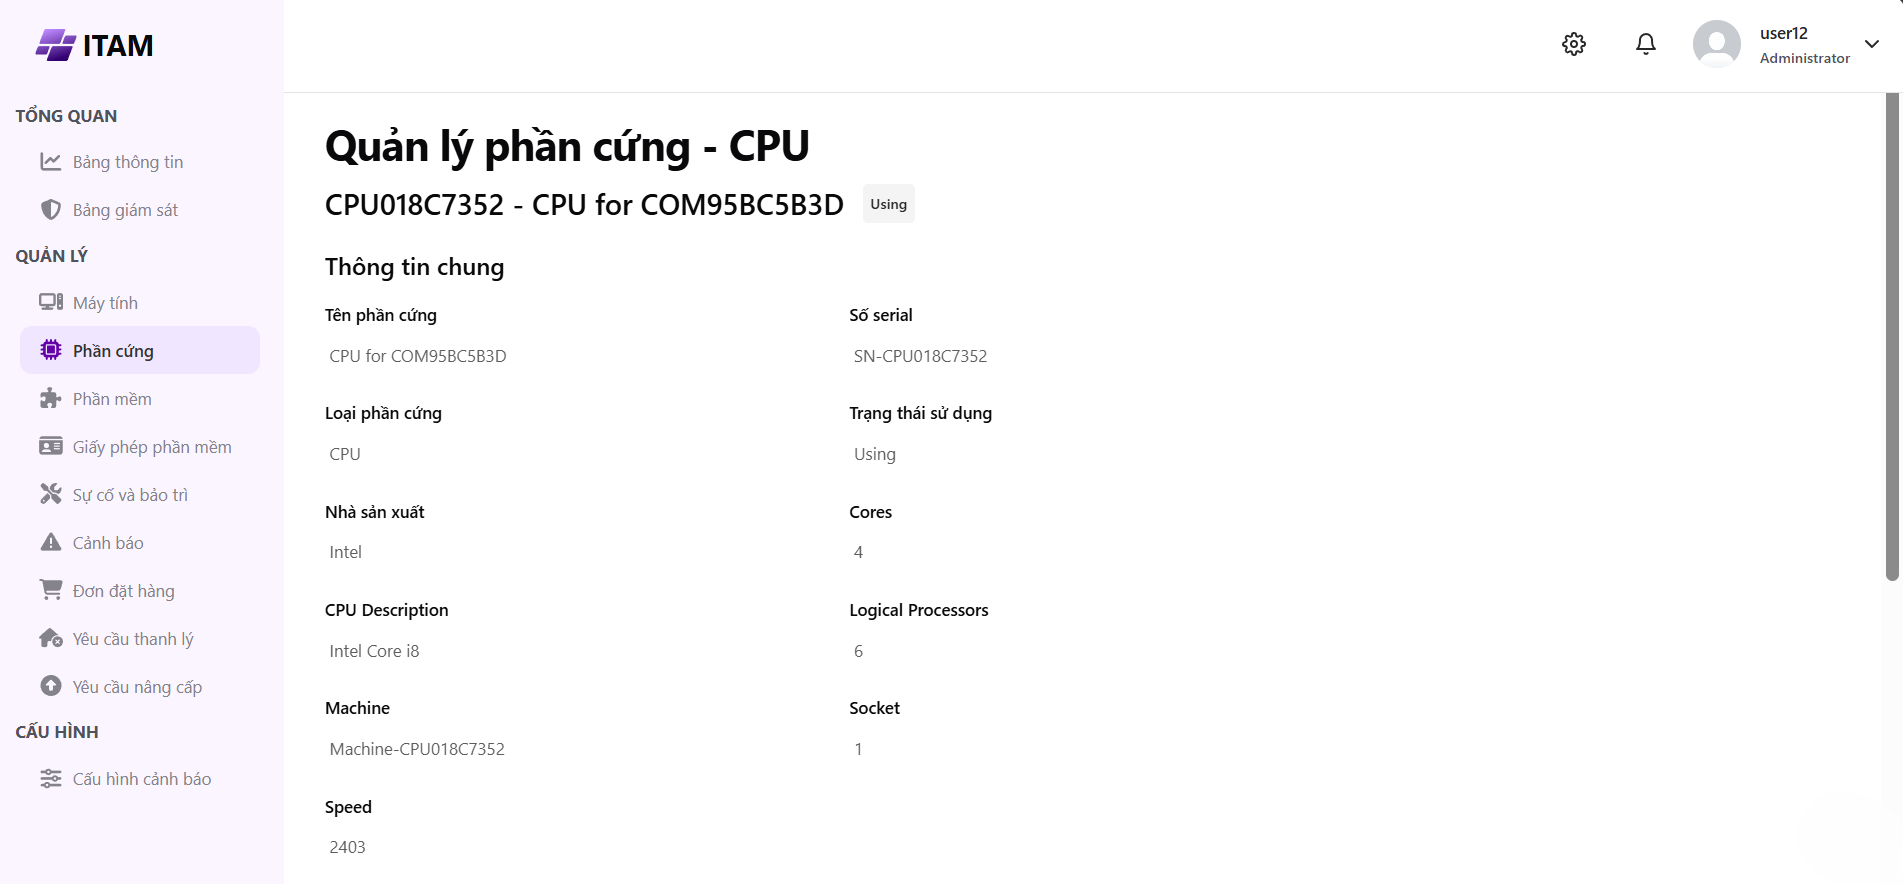 ITAM
user12
Administrator
TỔNG QUAN
Bảng thông tin
Bảng giám sát
QUẢN LÝ
Máy tính
Phần cứng
Phần mềm
Giấy phép phần mềm
Sự cố và bảo trì
Cảnh báo
Đơn đặt hàng
Yêu cầu thanh lý
Yêu cầu nâng cấp
CẤU HÌNH
Cấu hình cảnh báo
Quản lý phần cứng - CPU
CPU018C7352 - CPU for COM95BC5B3D Using
Thông tin chung
Tên phần cứng
CPU for COM95BC5B3D
Số serial
SN-CPU018C7352
Loại phần cứng
CPU
Trạng thái sử dụng
Using
Nhà sản xuất
Intel
Cores
4
CPU Description
Intel Core i8
Logical Processors
6
Machine
Machine-CPU018C7352
Socket
1
Speed
2403